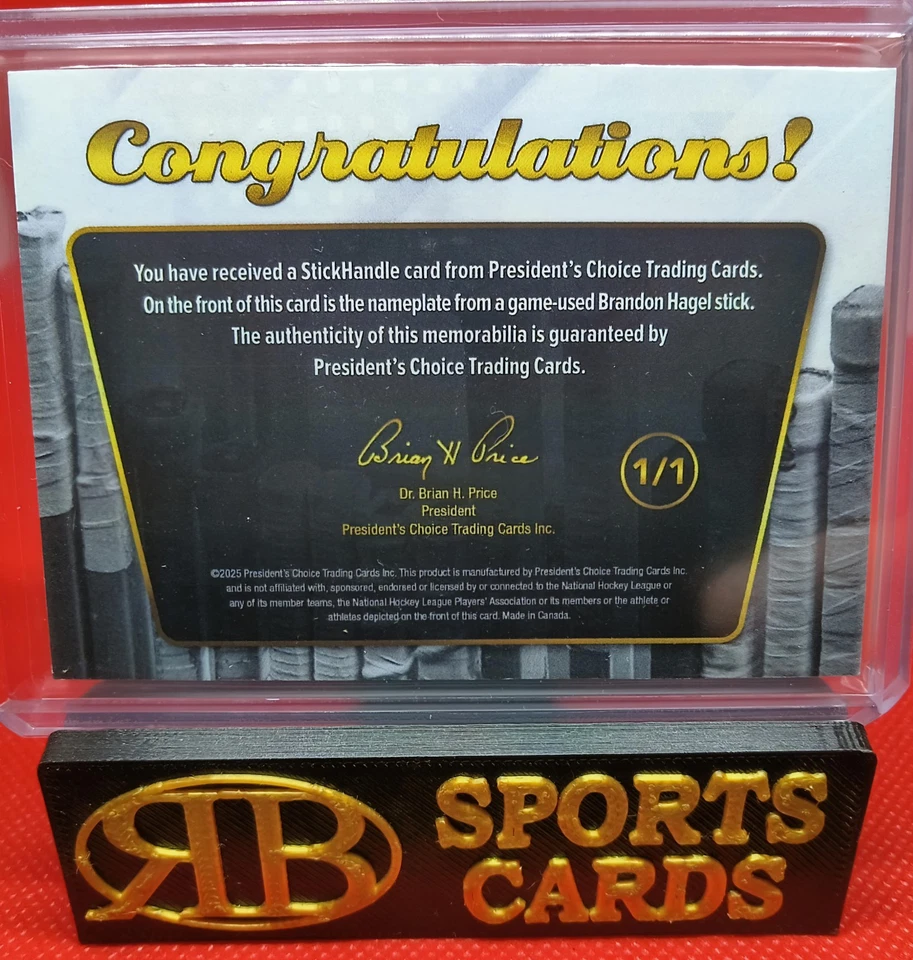 Congratulations!
You have received a StickHandle card from President's Choice Trading Cards.
On the front of this card is the nameplate from a game-used Brandon Hagel stick.
The authenticity of this memorabilia is guaranteed by
President's Choice Trading Cards.
Brian H Price
1/1
Dr. Brian H. Price
President
President's Choice Trading Cards Inc.
©2025 President's Choice Trading Cards Inc. This product is manufactured by President's Choice Trading Cards Inc.
and is not affiliated with, sponsored, endorsed or licensed by or connected to the National Hockey League or
any of its member teams, the National Hockey League Players' Association or its members or the athlete or
athletes depicted on the front of this card. Made in Canada.
RB
SPORTS
CARDS